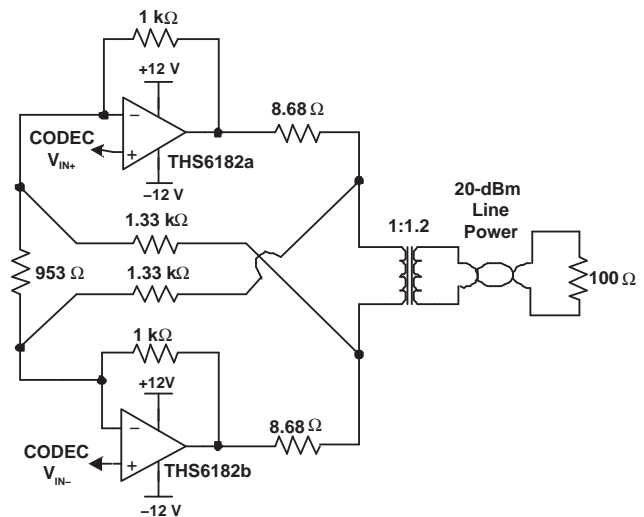 1 kΩ
+12 V
−
CODEC
VIN+
+
THS6182a
−12 V
8.68 Ω
1.33 kΩ
953 Ω
1.33 kΩ
1:1.2
20-dBm
Line
Power
100 Ω
1 kΩ
+12V
−
CODEC
VIN−
+
THS6182b
−12 V
8.68 Ω